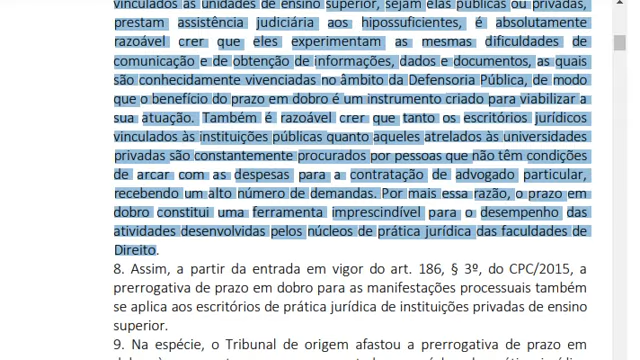 vinculados às unidades de ensino superior, sejam elas públicas ou privadas,
prestam assistência judiciária aos hipossuficientes, é absolutamente
razoável crer que eles experimentam as mesmas dificuldades de
comunicação e de obtenção de informações, dados e documentos, as quais
são conhecidamente vivenciadas no âmbito da Defensoria Pública, de modo
que o benefício do prazo em dobro é um instrumento criado para viabilizar a
sua atuação. Também é razoável crer que tanto os escritórios jurídicos
vinculados às instituições públicas quanto aqueles atrelados às universidades
privadas são constantemente procurados por pessoas que não têm condições
de arcar com as despesas para a contratação de advogado particular,
recebendo um alto número de demandas. Por mais essa razão, o prazo em
dobro constitui uma ferramenta imprescindível para o desempenho das
atividades desenvolvidas pelos núcleos de prática jurídica das faculdades de
Direito.
8. Assim, a partir da entrada em vigor do art. 186, § 3º, do CPC/2015, a
prerrogativa de prazo em dobro para as manifestações processuais também
se aplica aos escritórios de prática jurídica de instituições privadas de ensino
superior.
9. Na espécie, o Tribunal de origem afastou a prerrogativa de prazo em